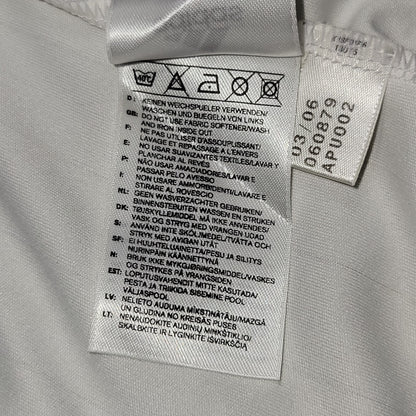 adidas
40°C
D: KEINEN WEICHSPUELER VERWENDEN/
WASCHEN UND BUEGELN VON LINKS
GB: DO NOT USE FABRIC SOFTENER/WASH
AND IRON INSIDE OUT
F: NE PAS UTILISER D'ASSOUPLISSANT/
LAVAGE ET REPASSAGE A L'ENVERS
E: NO USAR SUAVIZANTES TEXTILES/LAVAR Y
PLANCHAR AL REVÉS
P: NÃO USAR AMACIADORES/LAVAR E
PASSAR PELO AVESSO
I: NON USARE AMMORBIDENTI/LAVARE E
STIRARE AL ROVESCIO
NL: GEEN WASVERZACHTER GEBRUIKEN/
BINNENSTEBUITEN WASSEN EN STRIJKEN
DK: TØJSKYLLEMIDDEL MÅ IKKE ANVENDES/
VASK OG STRYG MED VRANGEN UDAD
S: ANVÄND INTE SKÖLJMEDEL/TVÄTTA OCH
STRYK MED AVIGAN UTÅT
SF: EI HUUHTELUAINETTA/PESU JA SILITYS
NURINPÄIN KÄÄNNETTYNÄ
N: BRUK IKKE MYKGJØRINGSMIDDEL/VASKES
OG STRYKES PÅ VRANGSIDEN
EST: LOPUTUSVAHENDIT MITTE KASUTADA/
PESTA JA TRIIKIDA SISEMINE POOL
VÄLJASPOOL
LV: NELIETO AUDUMA MĪKSTINĀTĀJU/MAZGĀ
UN GLUDINA NO KREISĀS PUSES
LT: NENAUDOKITE AUDINIŲ MINKŠTIKLIO/
SKALBKITE IR LYGINKITE IŠVIRKŠČIĄ
03/06
060879
APU002